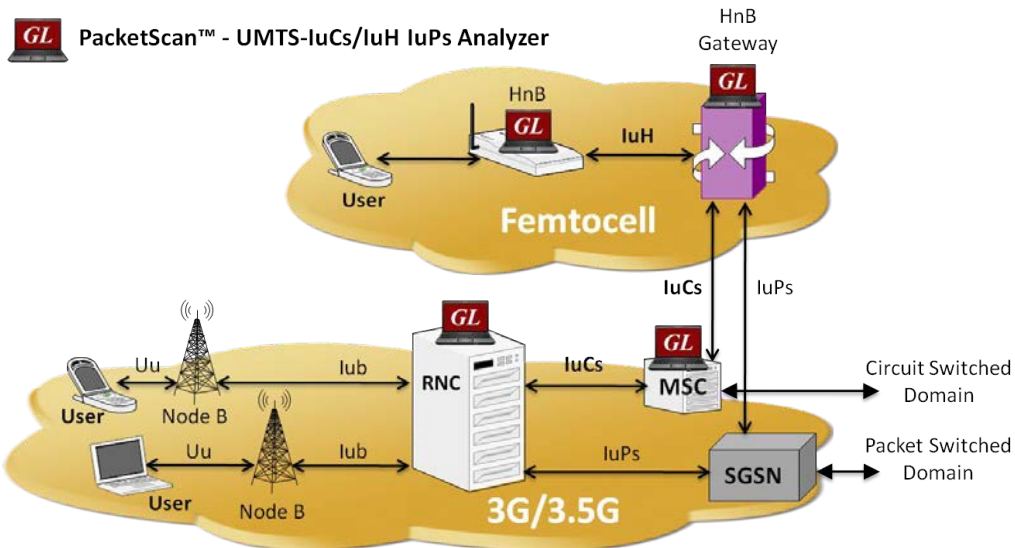 GL PacketScan™ - UMTS-IuCs/IuH IuPs Analyzer
HnB
Gateway
GL
HnB
GL
IuH
User
Femtocell
IuCs
IuPs
GL
GL
Uu
Iub
RNC
IuCs
MSC
Circuit Switched
Domain
User
Node B
Uu
Iub
IuPs
SGSN
Packet Switched
Domain
User
Node B
3G/3.5G